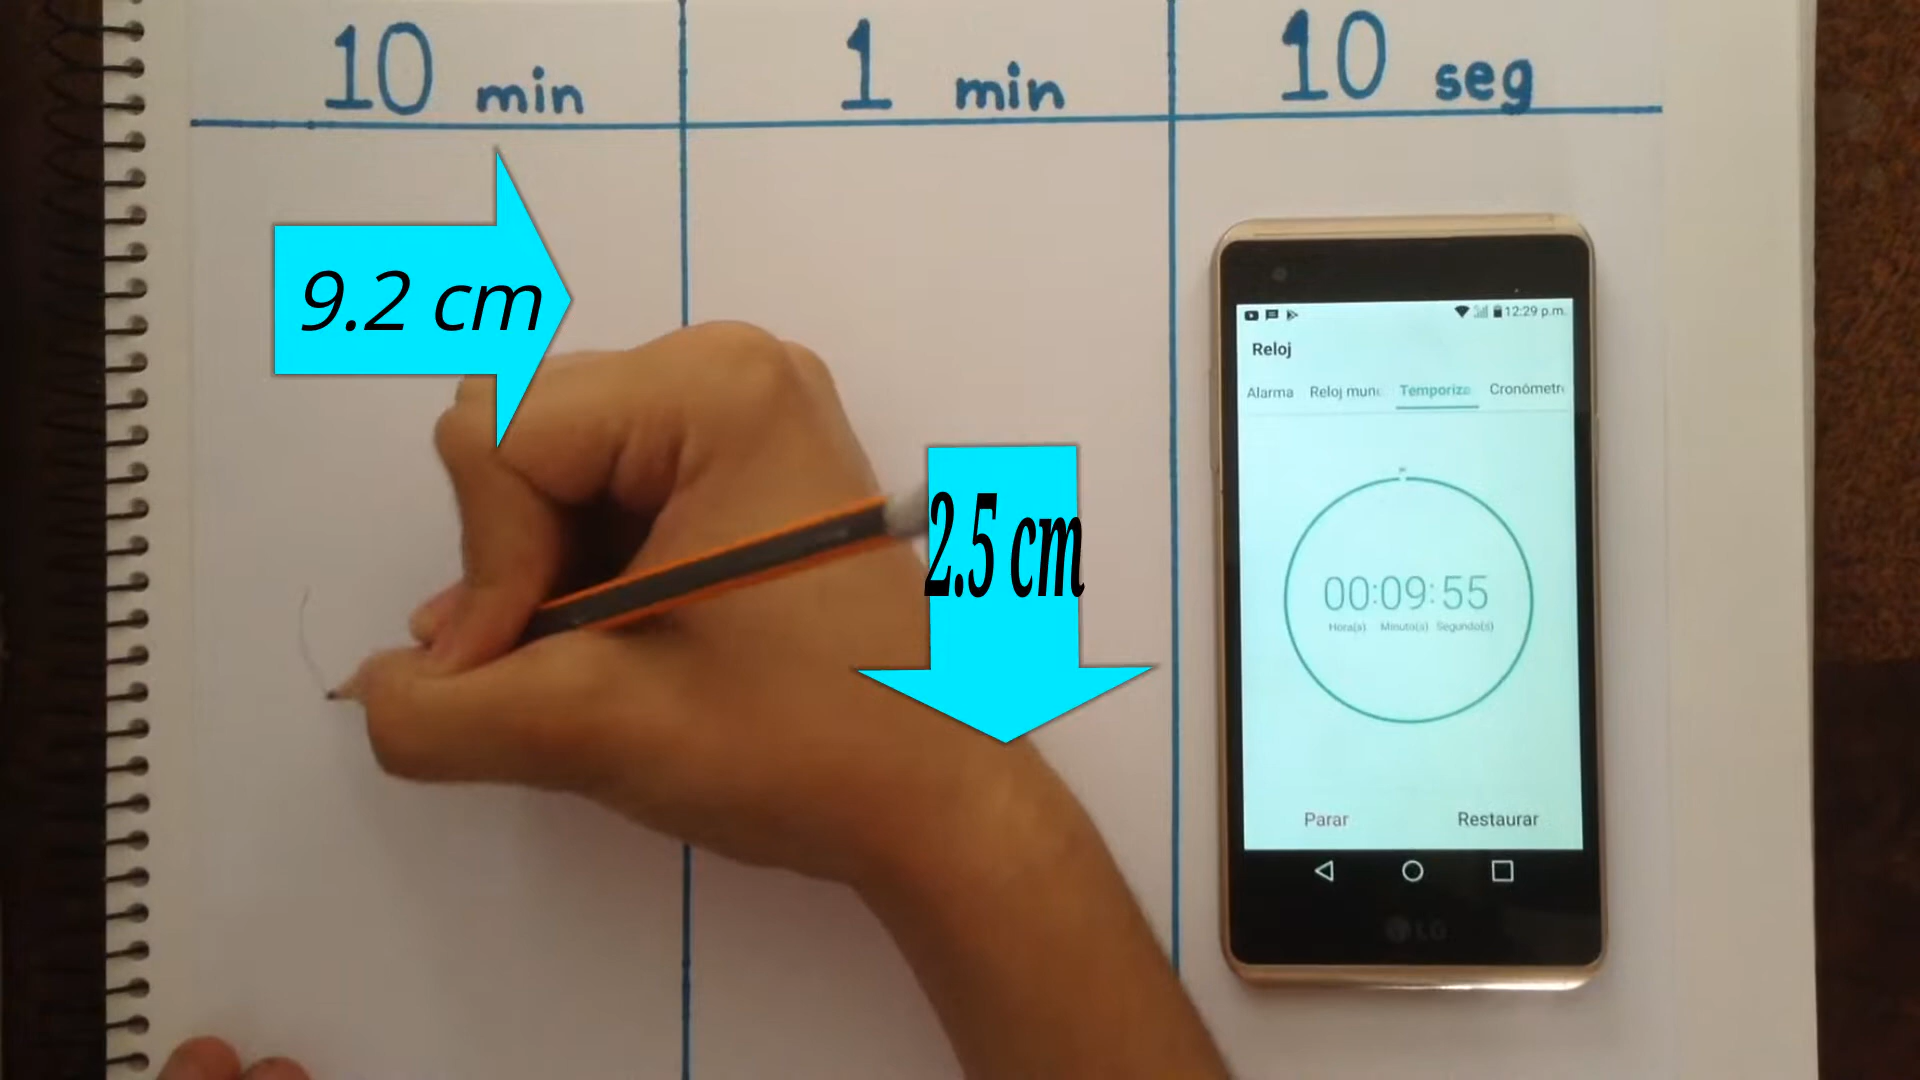 10 min
1 min
10 seg
9.2 cm
2.5 cm
12:29 p.m.
Reloj
Alarma
Reloj mun
Temporiza
Cronómetr
00:09:55
Hora(s) Minuto(s) Segundo(s)
Parar
Restaurar
LG